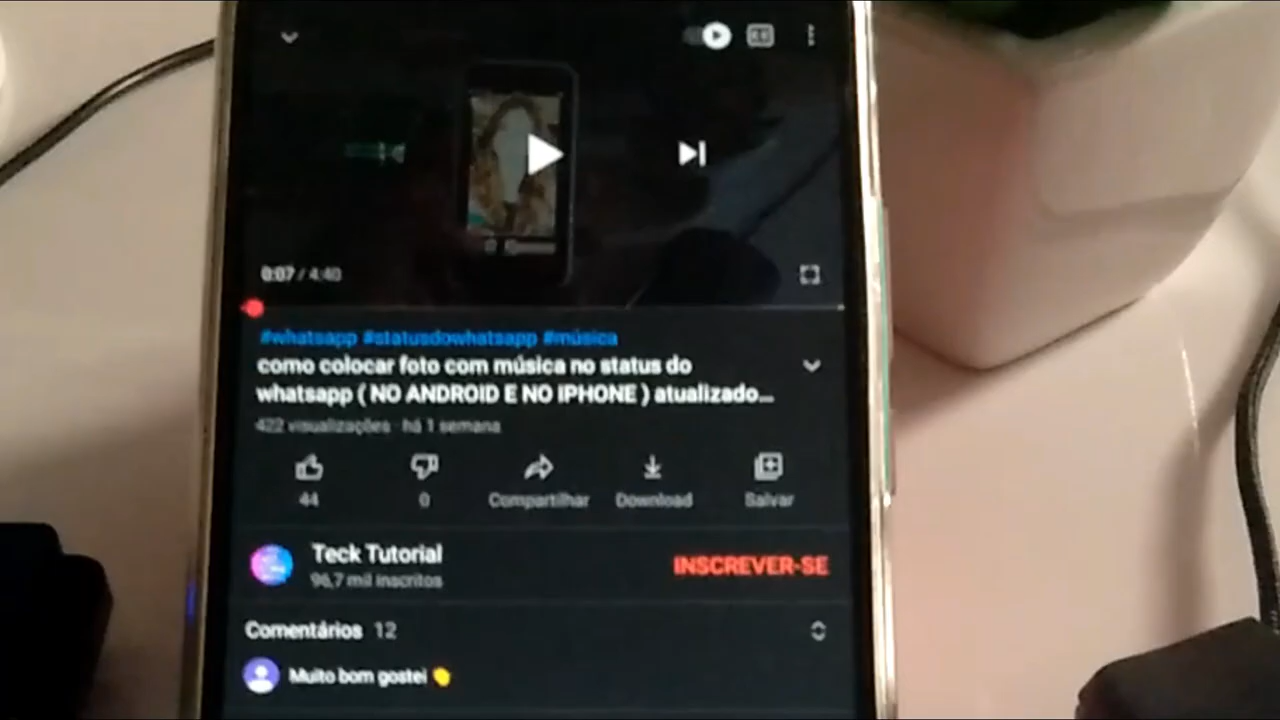 0:07 / 4:40
#whatsapp #statusdowhatsapp #música
como colocar foto com música no status do
whatsapp ( NO ANDROID E NO IPHONE ) atualizado...
422 visualizações · há 1 semana
44
0
Compartilhar
Download
Salvar
Teck Tutorial
INSCREVER-SE
96,7 mil inscritos
Comentários 12
Muito bom gostei 👏